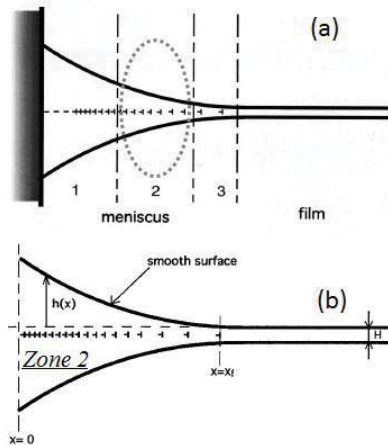 (a)
1
2
3
meniscus
film
(b)
smooth surface
h(x)
H
Zone 2
x=xf
x= 0